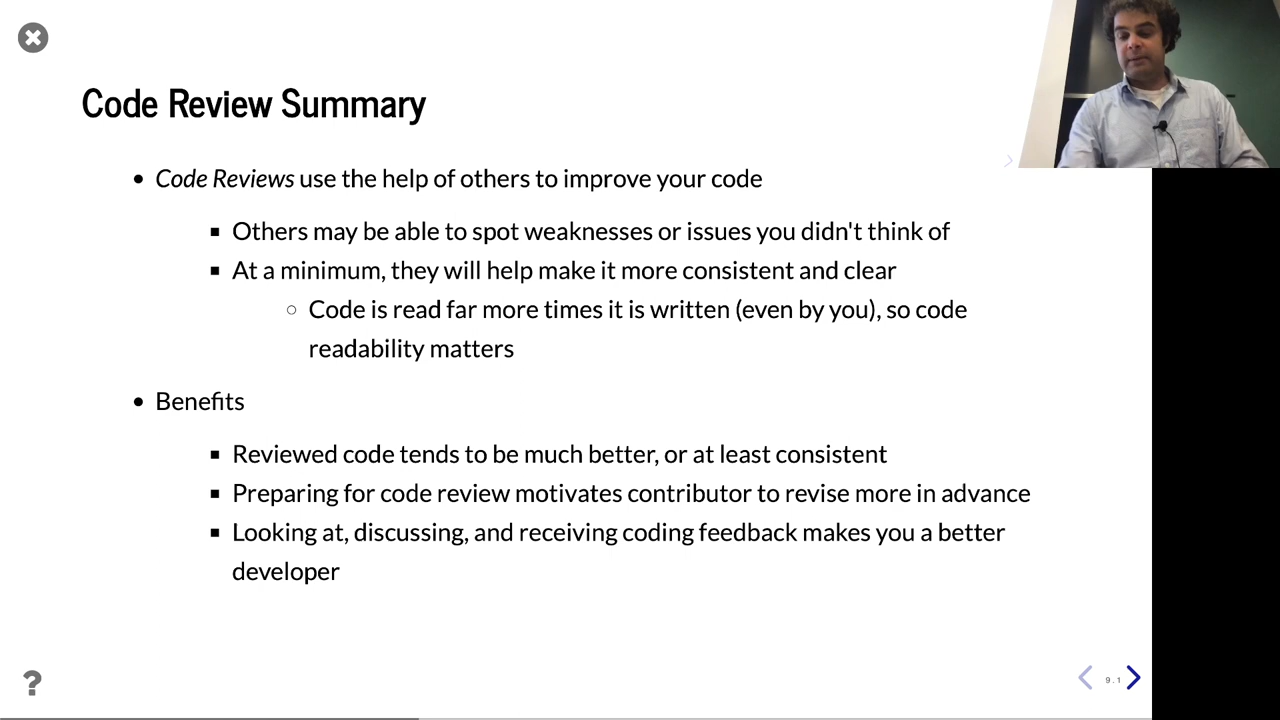 Code Review Summary
• Code Reviews use the help of others to improve your code
▪ Others may be able to spot weaknesses or issues you didn't think of
▪ At a minimum, they will help make it more consistent and clear
○ Code is read far more times it is written (even by you), so code
readability matters
• Benefits
▪ Reviewed code tends to be much better, or at least consistent
▪ Preparing for code review motivates contributor to revise more in advance
▪ Looking at, discussing, and receiving coding feedback makes you a better
developer
?
9.1